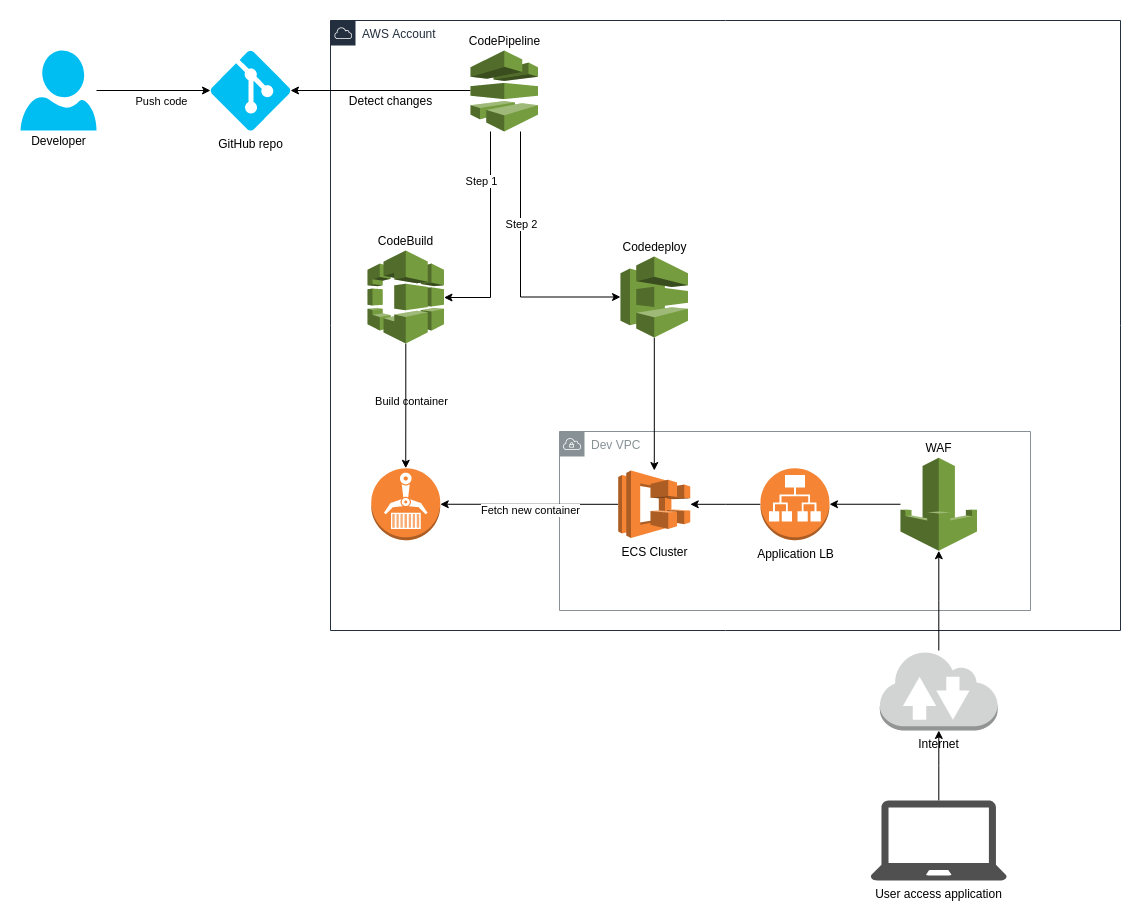 AWS Account
CodePipeline
Push code
Detect changes
Developer
GitHub repo
Step 1
Step 2
CodeBuild
Codedeploy
Build container
Dev VPC
WAF
Fetch new container
ECS Cluster
Application LB
Internet
User access application